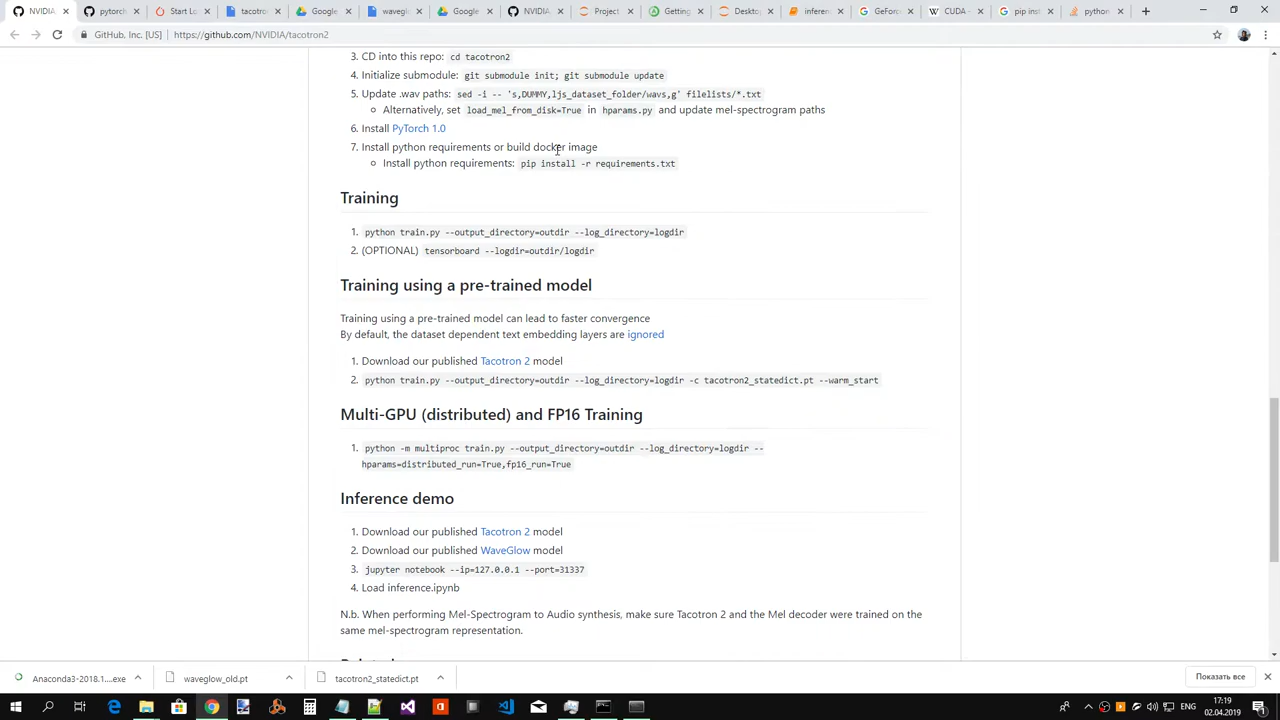 NVIDIA
pytorch
Start Lo
tacotro
Google
wavegl
Google
NVIDIA
Project
Getting
Desktop
inferen
GeForc
CUDA –
pip inst
python
GitHub, Inc. [US]
https://github.com/NVIDIA/tacotron2
3. CD into this repo: cd tacotron2
4. Initialize submodule: git submodule init; git submodule update
5. Update .wav paths: sed -i -- 's,DUMMY,ljs_dataset_folder/wavs,g' filelists/*.txt
Alternatively, set load_mel_from_disk=True in hparams.py and update mel-spectrogram paths
6. Install PyTorch 1.0
7. Install python requirements or build docker image
Install python requirements: pip install -r requirements.txt
Training
1. python train.py --output_directory=outdir --log_directory=logdir
2. (OPTIONAL) tensorboard --logdir=outdir/logdir
Training using a pre-trained model
Training using a pre-trained model can lead to faster convergence
By default, the dataset dependent text embedding layers are ignored
1. Download our published Tacotron 2 model
2. python train.py --output_directory=outdir --log_directory=logdir -c tacotron2_statedict.pt --warm_start
Multi-GPU (distributed) and FP16 Training
1. python -m multiproc train.py --output_directory=outdir --log_directory=logdir --
hparams=distributed_run=True,fp16_run=True
Inference demo
1. Download our published Tacotron 2 model
2. Download our published WaveGlow model
3. jupyter notebook --ip=127.0.0.1 --port=31337
4. Load inference.ipynb
N.b. When performing Mel-Spectrogram to Audio synthesis, make sure Tacotron 2 and the Mel decoder were trained on the
same mel-spectrogram representation.
Anaconda3-2018.1....exe
waveglow_old.pt
tacotron2_statedict.pt
Показать все
ENG
17:19
02.04.2019